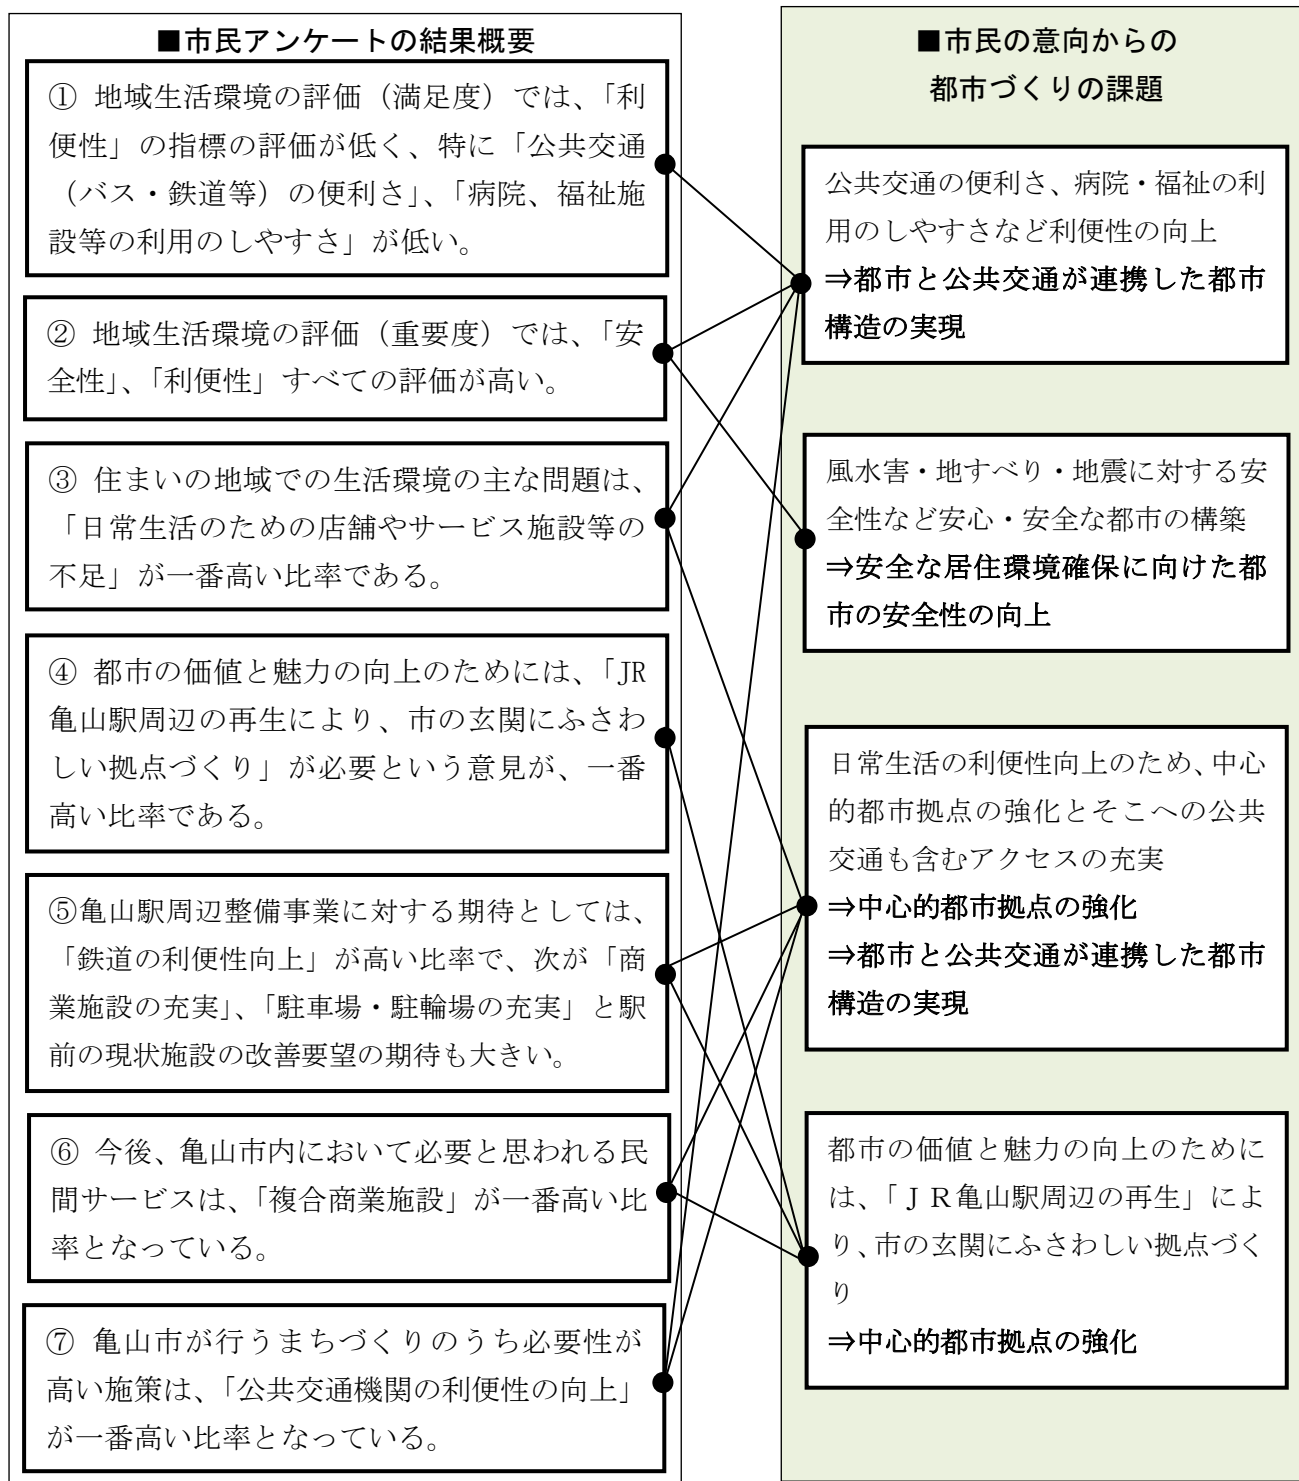 ■市民アンケートの結果概要
① 地域生活環境の評価（満足度）では、「利
便性」の指標の評価が低く、特に「公共交通
（バス・鉄道等）の便利さ」、「病院、福祉施
設等の利用のしやすさ」が低い。
② 地域生活環境の評価（重要度）では、「安
全性」、「利便性」すべての評価が高い。
③ 住まいの地域での生活環境の主な問題は、
「日常生活のための店舗やサービス施設等の
不足」が一番高い比率である。
④ 都市の価値と魅力の向上のためには、「JR
亀山駅周辺の再生により、市の玄関にふさわ
しい拠点づくり」が必要という意見が、一番
高い比率である。
⑤亀山駅周辺整備事業に対する期待としては、
「鉄道の利便性向上」が高い比率で、次が「商
業施設の充実」、「駐車場・駐輪場の充実」と駅
前の現状施設の改善要望の期待も大きい。
⑥ 今後、亀山市内において必要と思われる民
間サービスは、「複合商業施設」が一番高い比
率となっている。
⑦ 亀山市が行うまちづくりのうち必要性が
高い施策は、「公共交通機関の利便性の向上」
が一番高い比率となっている。
■市民の意向からの
都市づくりの課題
公共交通の便利さ、病院・福祉の利
用のしやすさなど利便性の向上
⇒都市と公共交通が連携した都市
構造の実現
風水害・地すべり・地震に対する安
全性など安心・安全な都市の構築
⇒安全な居住環境確保に向けた都
市の安全性の向上
日常生活の利便性向上のため、中心
的都市拠点の強化とそこへの公共
交通も含むアクセスの充実
⇒中心的都市拠点の強化
⇒都市と公共交通が連携した都市
構造の実現
都市の価値と魅力の向上のために
は、「ＪＲ亀山駅周辺の再生」によ
り、市の玄関にふさわしい拠点づく
り
⇒中心的都市拠点の強化